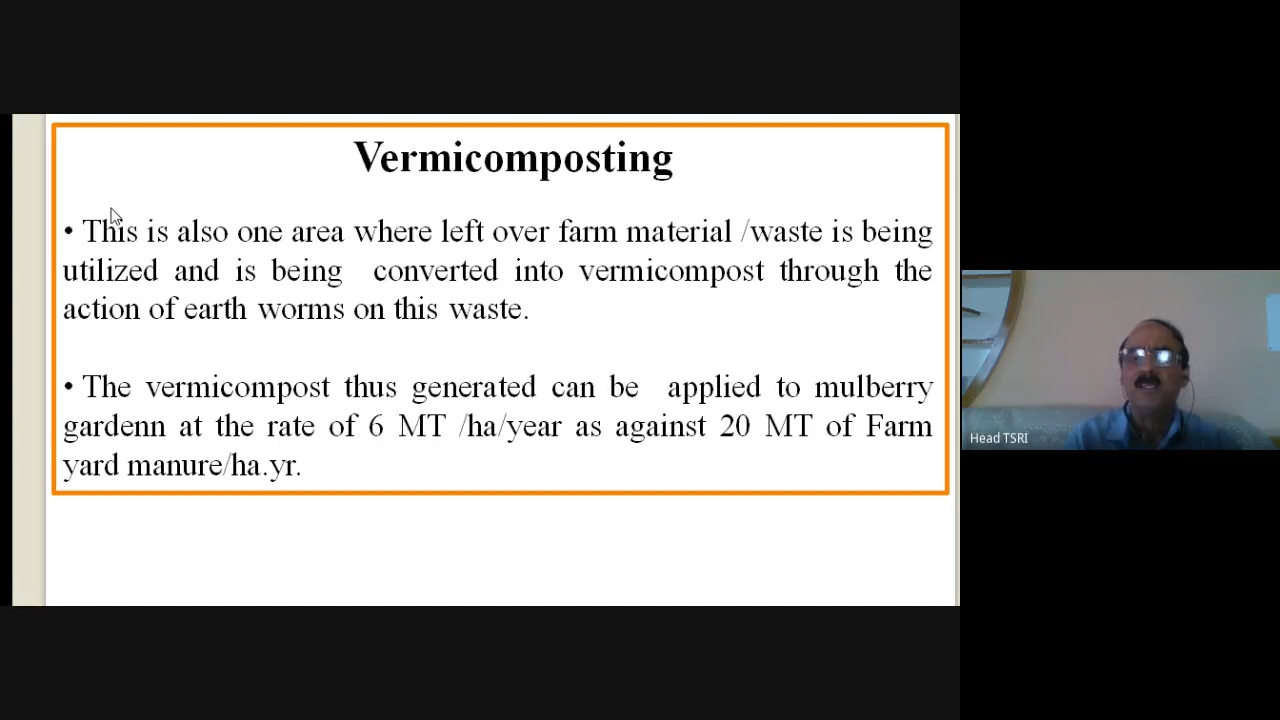 Vermicomposting
• This is also one area where left over farm material /waste is being
utilized and is being converted into vermicompost through the
action of earth worms on this waste.
• The vermicompost thus generated can be applied to mulberry
gardenn at the rate of 6 MT /ha/year as against 20 MT of Farm
yard manure/ha.yr.
Head TSRI